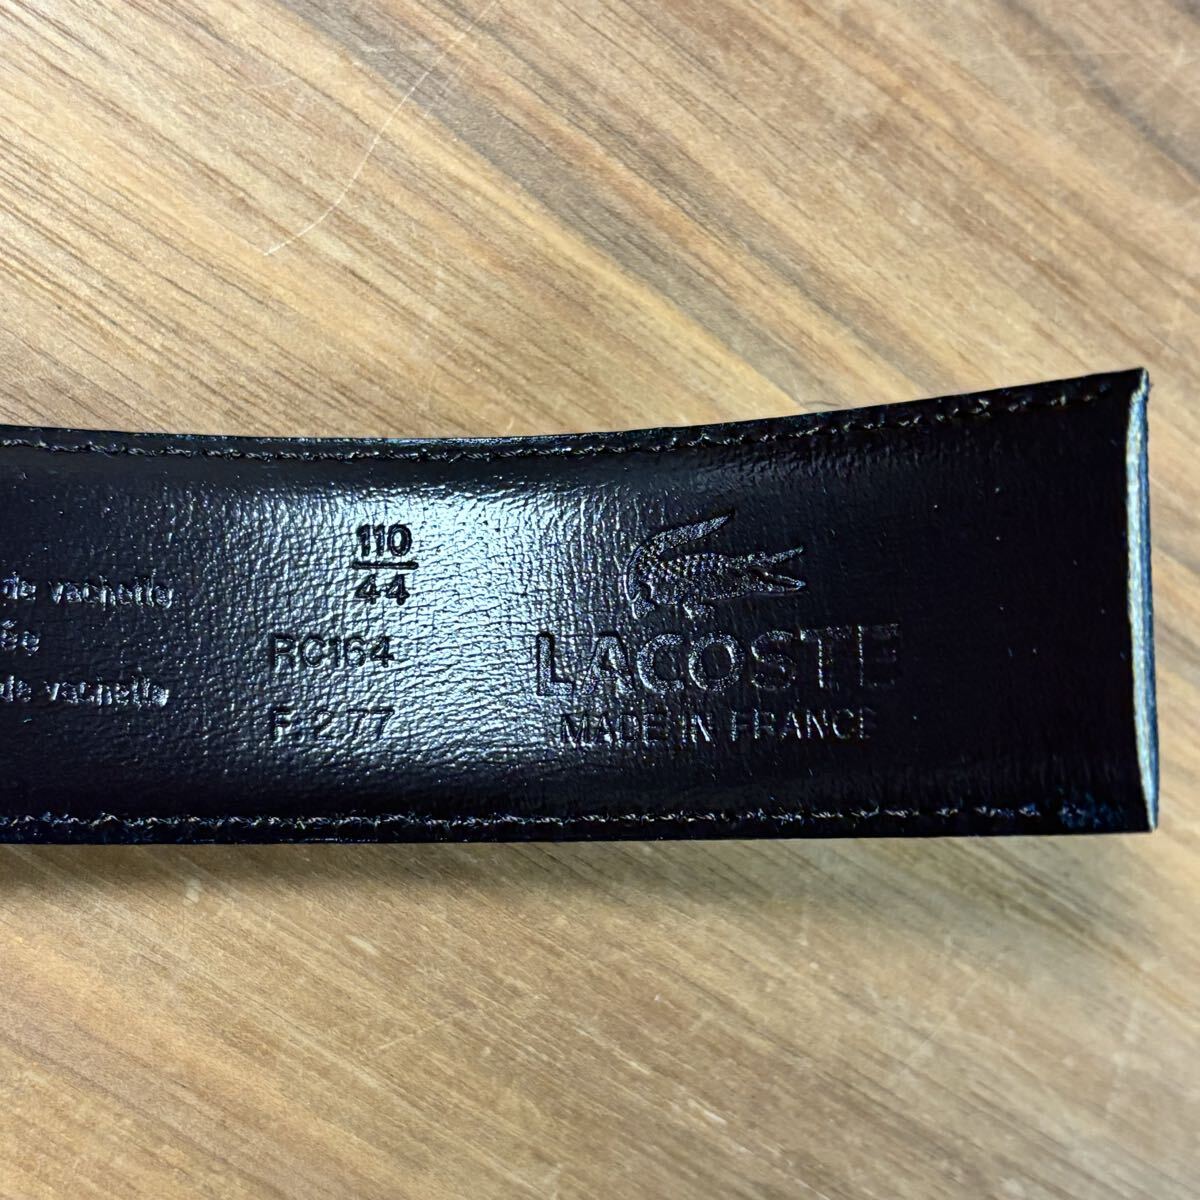 de vachette
ée
de vachette
110
44
RC164
F. 2.77
LACOSTE
MADE IN FRANCE